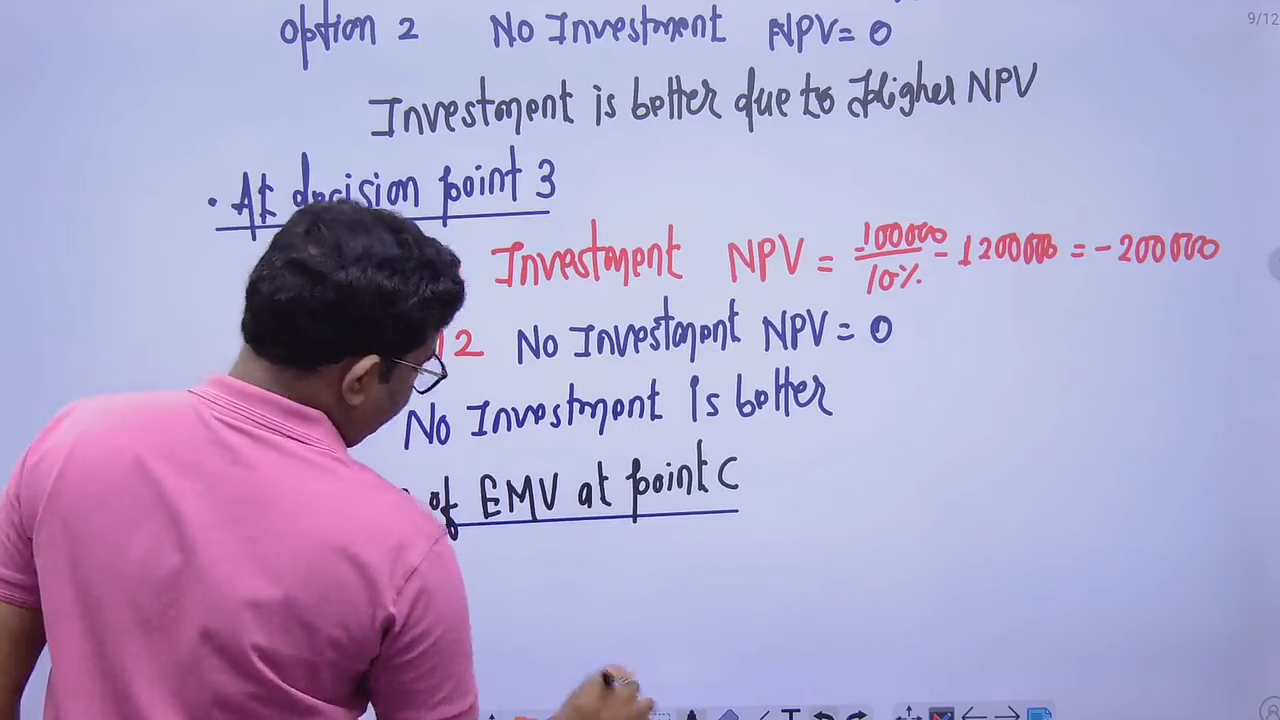 9/12
option 2 No Investment NPV = 0
Investment is better due to Higher NPV
• At decision point 3
Investment NPV = 100000 / 10% - 1200000 = - 200000
2 No Investment NPV = 0
No Investment is better
of EMV at point C